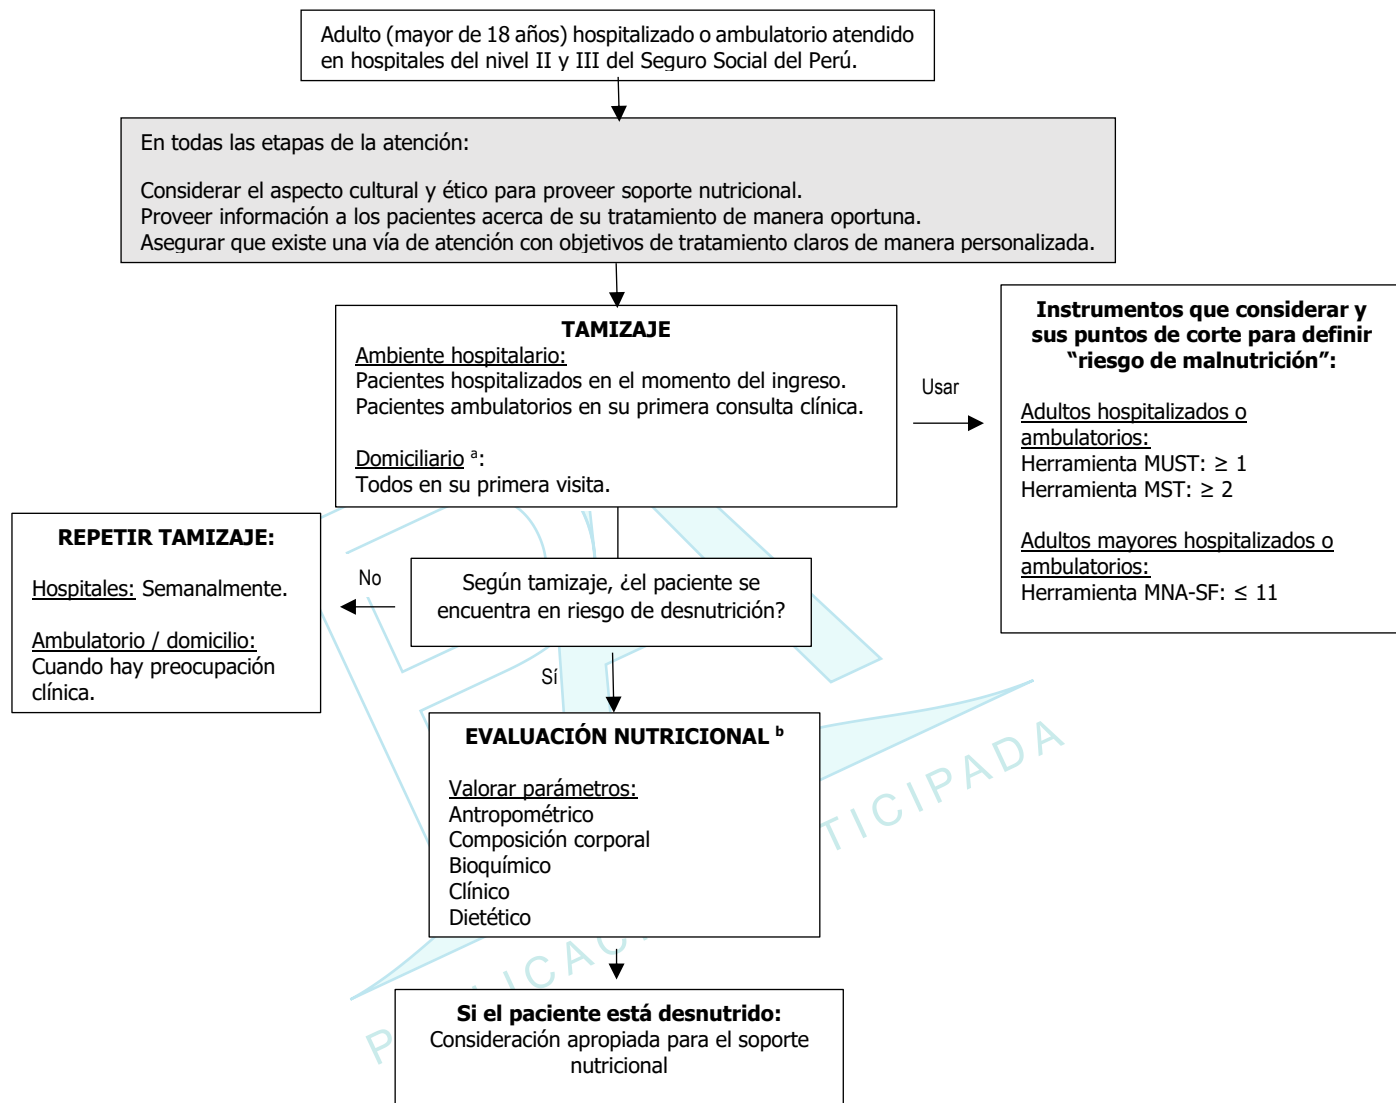 Adulto (mayor de 18 años) hospitalizado o ambulatorio atendido
en hospitales del nivel II y III del Seguro Social del Perú.
En todas las etapas de la atención:
Considerar el aspecto cultural y ético para proveer soporte nutricional.
Proveer información a los pacientes acerca de su tratamiento de manera oportuna.
Asegurar que existe una vía de atención con objetivos de tratamiento claros de manera personalizada.
TAMIZAJE
Ambiente hospitalario:
Pacientes hospitalizados en el momento del ingreso.
Pacientes ambulatorios en su primera consulta clínica.
Domiciliario a:
Todos en su primera visita.
Usar
Instrumentos que considerar y
sus puntos de corte para definir
“riesgo de malnutrición”:
Adultos hospitalizados o
ambulatorios:
Herramienta MUST: ≥ 1
Herramienta MST: ≥ 2
Adultos mayores hospitalizados o
ambulatorios:
Herramienta MNA-SF: ≤ 11
REPETIR TAMIZAJE:
Hospitales: Semanalmente.
Ambulatorio / domicilio:
Cuando hay preocupación
clínica.
No
Según tamizaje, ¿el paciente se
encuentra en riesgo de desnutrición?
Sí
EVALUACIÓN NUTRICIONAL b
Valorar parámetros:
Antropométrico
Composición corporal
Bioquímico
Clínico
Dietético
Si el paciente está desnutrido:
Consideración apropiada para el soporte
nutricional